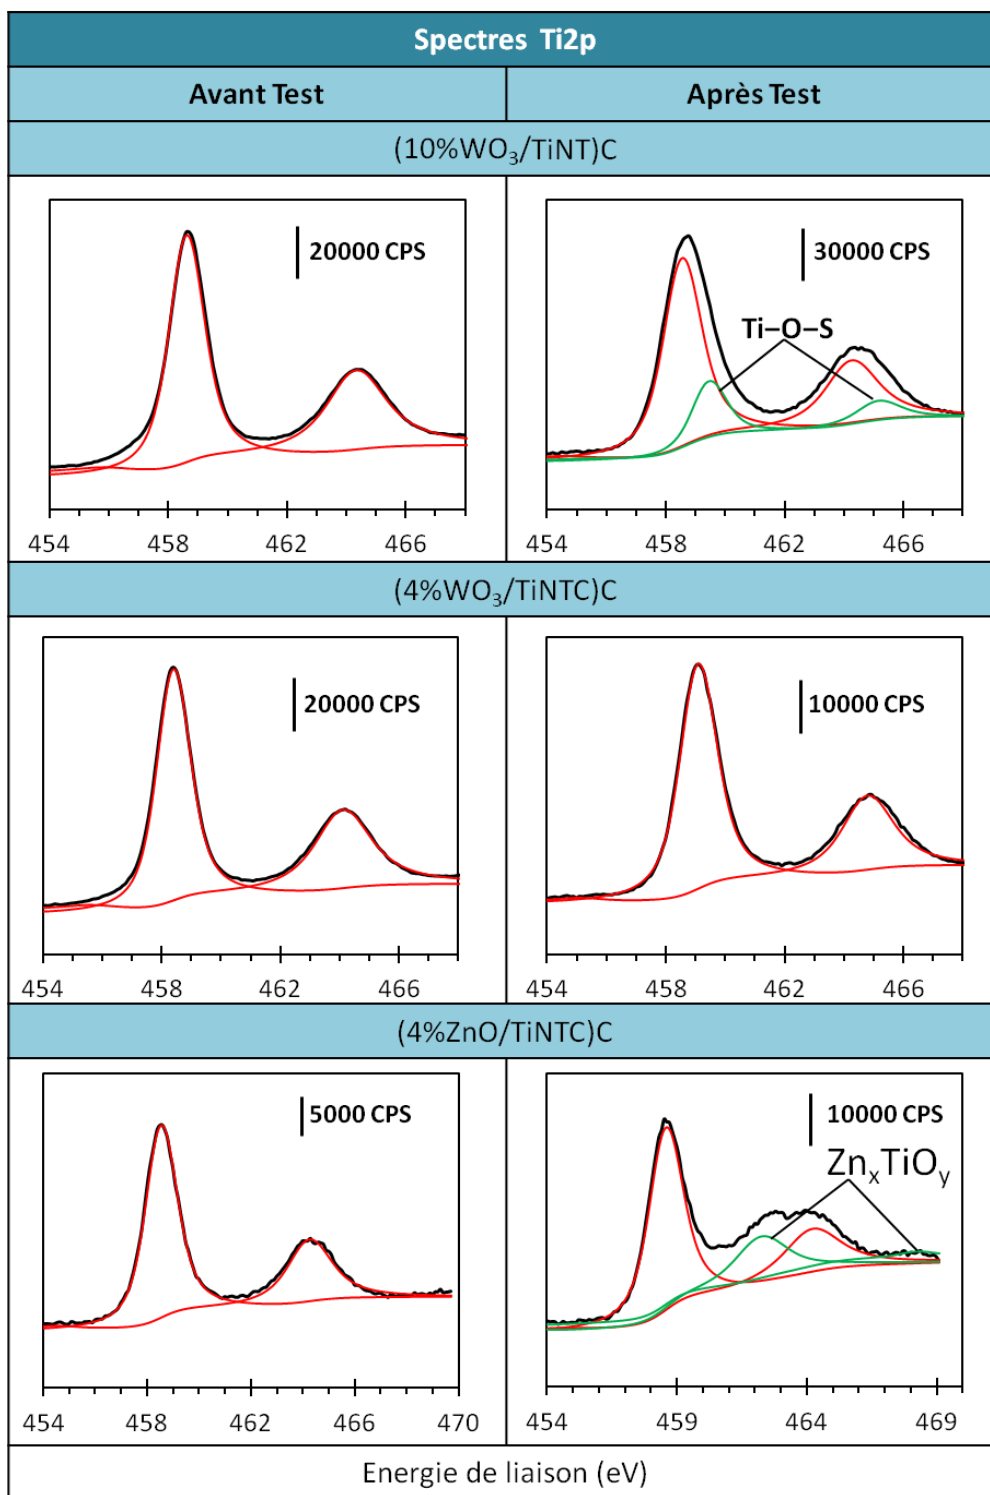 Spectres Ti2p
Avant Test
Après Test
(10%WO₃/TiNT)C
20000 CPS
454 458 462 466
30000 CPS
Ti–O–S
454 458 462 466
(4%WO₃/TiNTC)C
20000 CPS
454 458 462 466
10000 CPS
454 458 462 466
(4%ZnO/TiNTC)C
5000 CPS
454 458 462 466 470
10000 CPS
ZnₓTiOᵧ
454 459 464 469
Energie de liaison (eV)